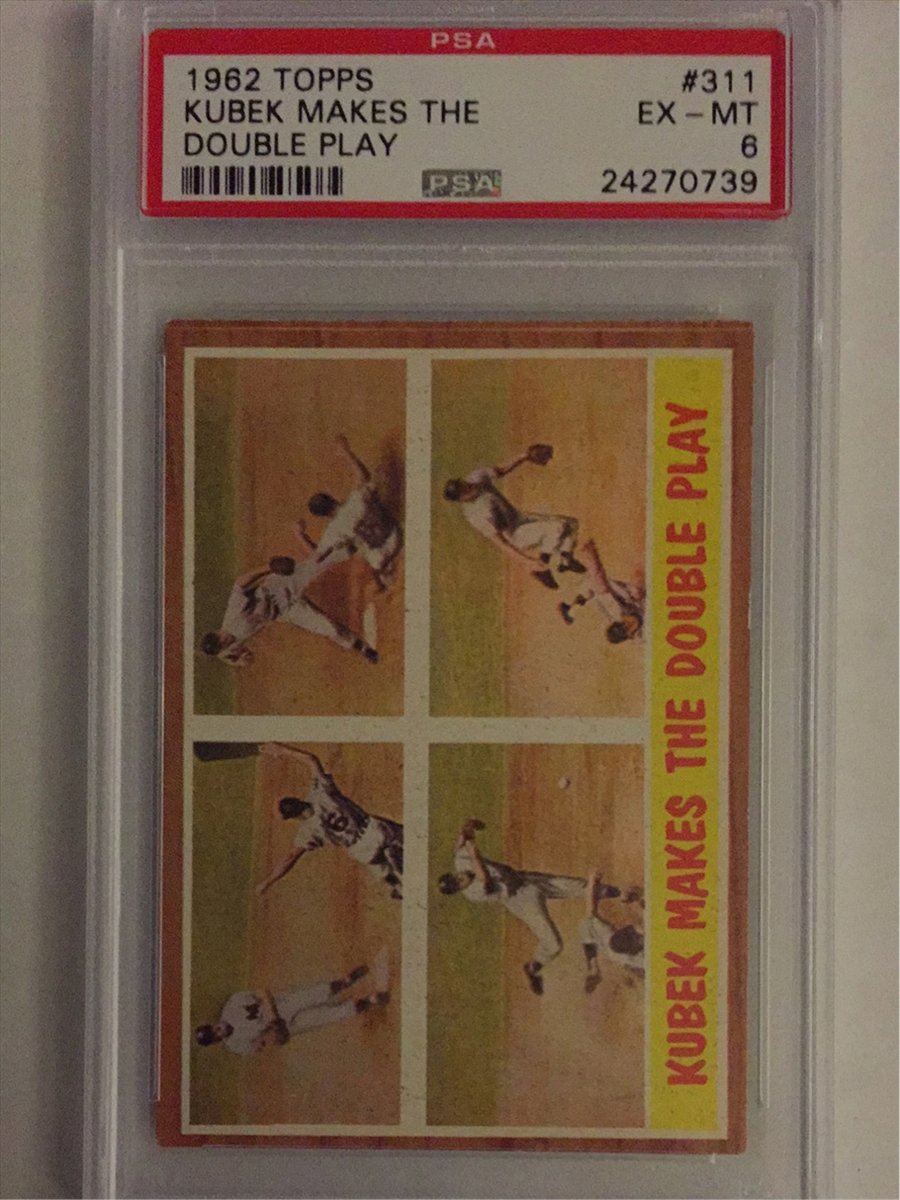 PSA
1962 TOPPS #311
KUBEK MAKES THE EX-MT
DOUBLE PLAY 6
PSA 24270739
KUBEK MAKES THE DOUBLE PLAY